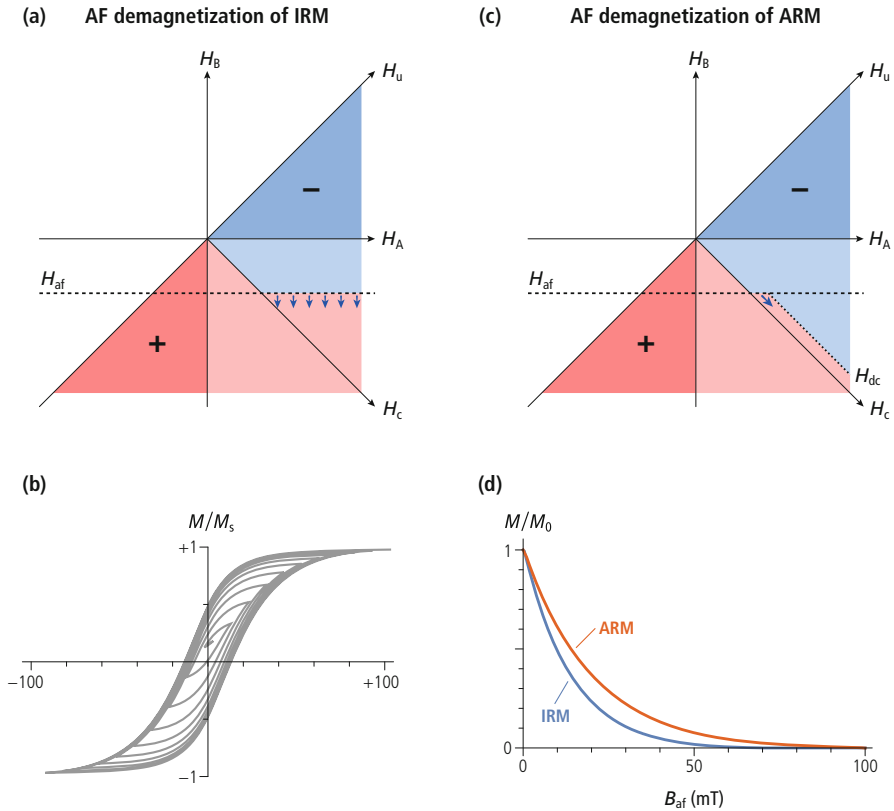 (a) AF demagnetization of IRM
H_B
H_u
−
H_A
H_af
+
H_c
(c) AF demagnetization of ARM
H_B
H_u
−
H_A
H_af
+
H_dc
H_c
(b)
M/M_s
+1
−100
+100
−1
(d)
M/M_0
1
ARM
IRM
0
0
50
100
B_af (mT)